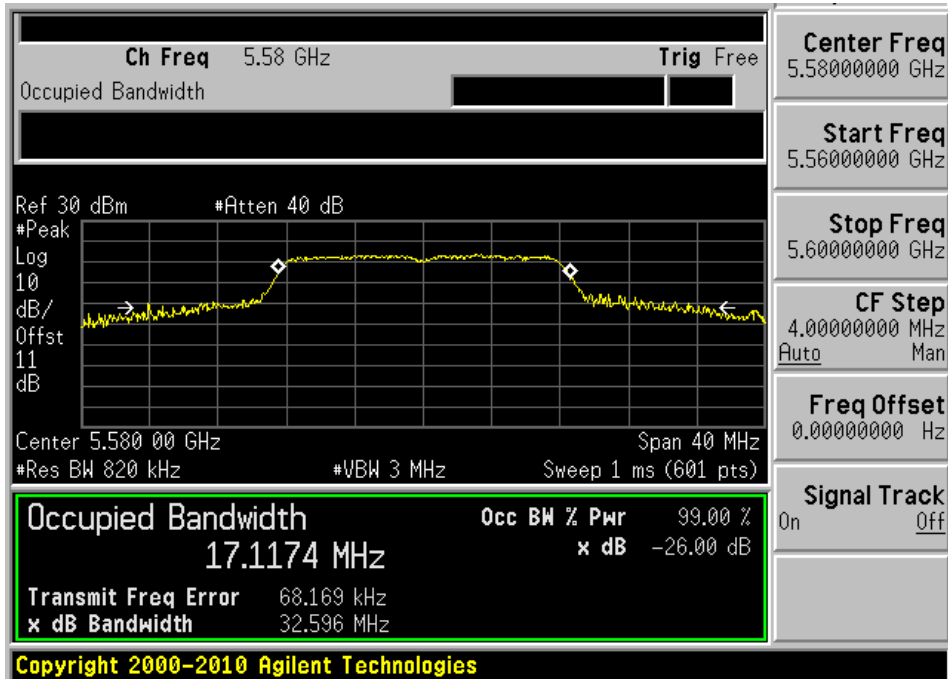 Ch Freq 5.58 GHz Trig Free
Occupied Bandwidth
Ref 30 dBm #Atten 40 dB
#Peak
Log
10
dB/
Offst
11
dB
Center 5.580 00 GHz Span 40 MHz
#Res BW 820 kHz #VBW 3 MHz Sweep 1 ms (601 pts)
Occupied Bandwidth
17.1174 MHz
Occ BW % Pwr 99.00 %
x dB -26.00 dB
Transmit Freq Error 68.169 kHz
x dB Bandwidth 32.596 MHz
Copyright 2000-2010 Agilent Technologies
Center Freq
5.58000000 GHz
Start Freq
5.56000000 GHz
Stop Freq
5.60000000 GHz
CF Step
4.00000000 MHz
Auto Man
Freq Offset
0.00000000 Hz
Signal Track
On Off